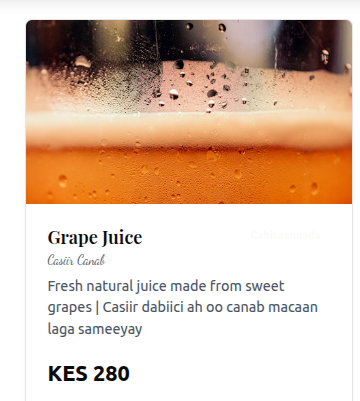 Grape Juice
Casiir Canab
Fresh natural juice made from sweet
grapes | Casiir dabiici ah oo canab macaan
laga sameeyay
KES 280